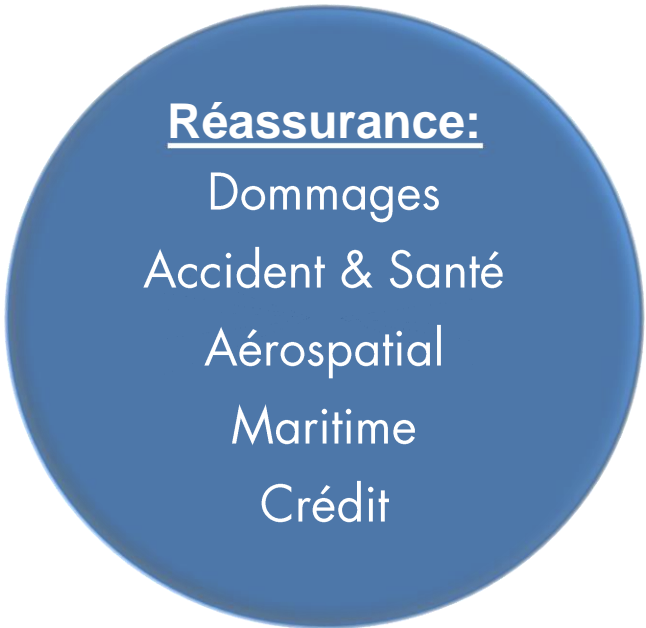 Réassurance:
Dommages
Accident & Santé
Aérospatial
Maritime
Crédit